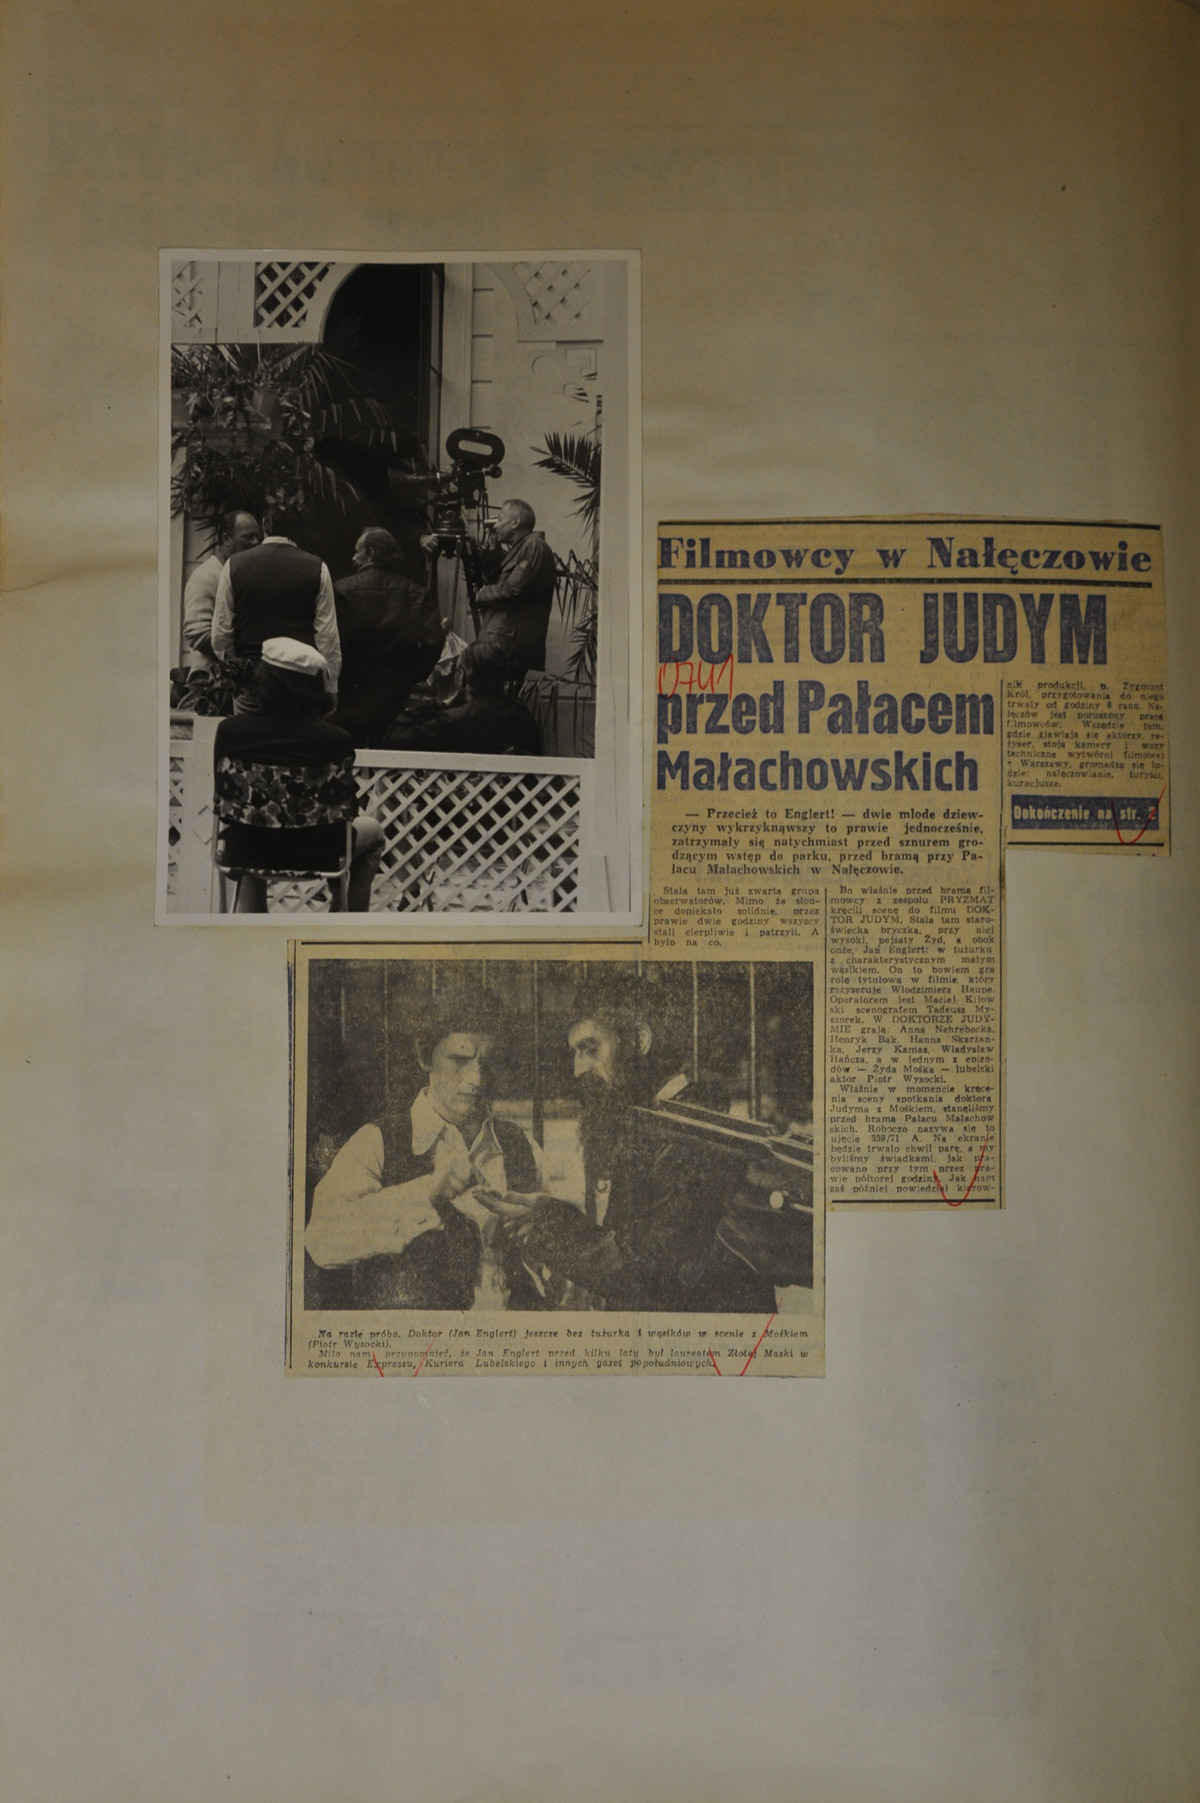 Filmowcy w Nałęczowie
DOKTOR JUDYM
przed Pałacem
Małachowskich
— Przecież to Englert! — dwie młode dziew-
czyny wykrzyknąwszy to prawie jednocześnie,
zatrzymały się natychmiast przed sznurem gro-
dzącym wstęp do parku, przed bramą przy Pa-
łacu Małachowskich w Nałęczowie.
Stała tam już zwarta grupa
obserwatorów. Mimo że słoń-
ce dopiekało solidnie, przez
prawie dwie godziny wszyscy
stali cierpliwie i patrzyli. A
było na co.
Bo właśnie przed bramą fil-
mowcy z zespołu PRYZMAT
kręcili scenę do filmu DOK-
TOR JUDYM. Stała tam staro-
świecka bryczka, przy niej
wysoki, pejsaty Żyd, a obok
onże, Jan Englert: w tużurku
z charakterystycznym małym
wąsikiem. On to bowiem gra
rolę tytułową w filmie, który
reżyseruje Włodzimierz Haupe.
Operatorem jest Maciej Kijow
ski scenografem Tadeusz My-
szorek. W DOKTORZE JUDY-
MIE grają: Anna Nehrebecka,
Henryk Bąk, Hanna Skarżan-
ka, Jerzy Kamas, Władysław
Hańcza, a w jednym z epizo-
dów — Żyda Mośka — lubelski
aktor Piotr Wysocki.
Właśnie w momencie kręce-
nia sceny spotkania doktora
Judyma z Mośkiem, stanęliśmy
przed bramą Pałacu Małachow
skich. Roboczo nazywa się to
ujęcie 359/71 A. Na ekranie
będzie trwało chwil parę, a my
byliśmy świadkami, jak pra-
cowano przy tym przez pra-
wie półtorej godziny. Jak nam
zaś później powiedział kierow-
nik produkcji, p. Zygmunt
Król, przygotowania do niego
trwały od godziny 8 rano. Na-
łęczów jest poruszony pracą
filmowców. Wszędzie tam,
gdzie zjawiają się aktorzy, re-
żyser, stoją kamery i wozy
techniczne wytwórni filmowej
z Warszawy, gromadzą się lu-
dzie: nałęczowianie, turyści,
kuracjusze.
Dokończenie na str. 2
Na razie próba, Doktor (Jan Englert) jeszcze bez tużurka i wąsików w scenie z Mośkiem
(Piotr Wysocki).
Miło nam przypomnieć, że Jan Englert przed kilku laty był laureatem Złotej Maski w
konkursie Expressu, Kuriera Lubelskiego i innych gazet popołudniowych.